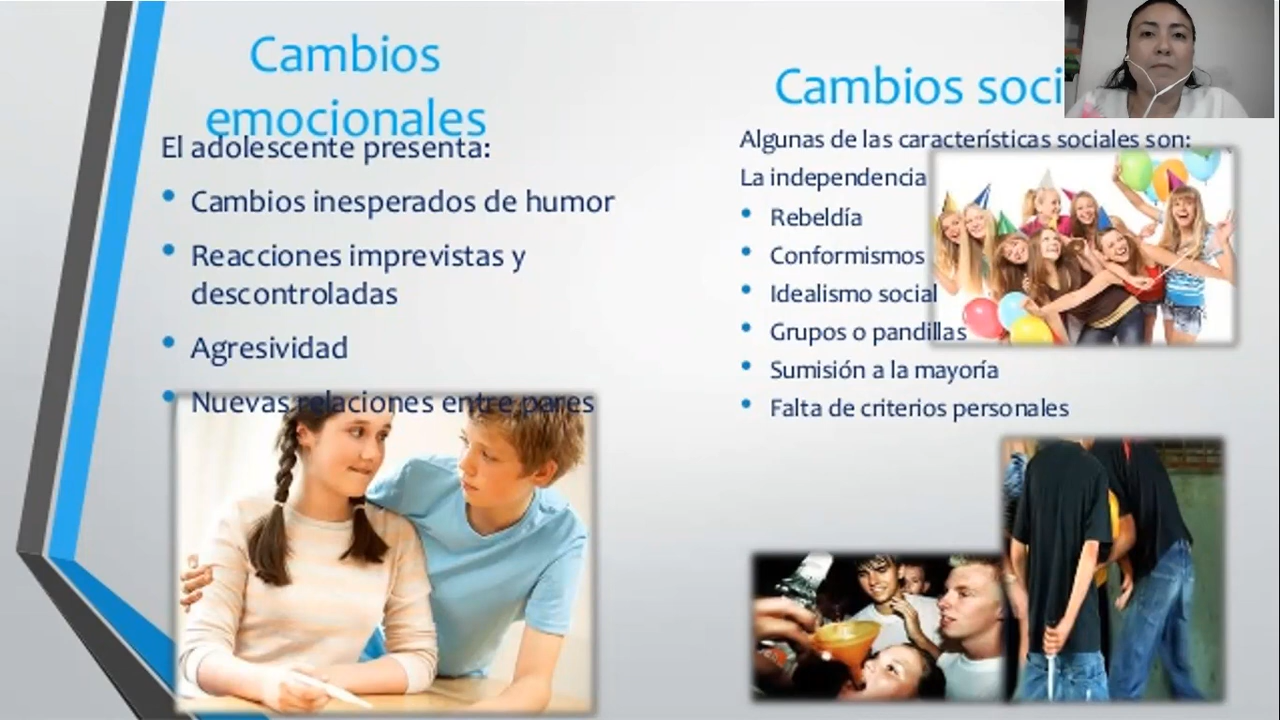 Cambios
emocionales
El adolescente presenta:
• Cambios inesperados de humor
• Reacciones imprevistas y
descontroladas
• Agresividad
• Nuevas relaciones entre pares
Cambios soci
Algunas de las características sociales son:
La independencia
• Rebeldía
• Conformismos
• Idealismo social
• Grupos o pandillas
• Sumisión a la mayoría
• Falta de criterios personales